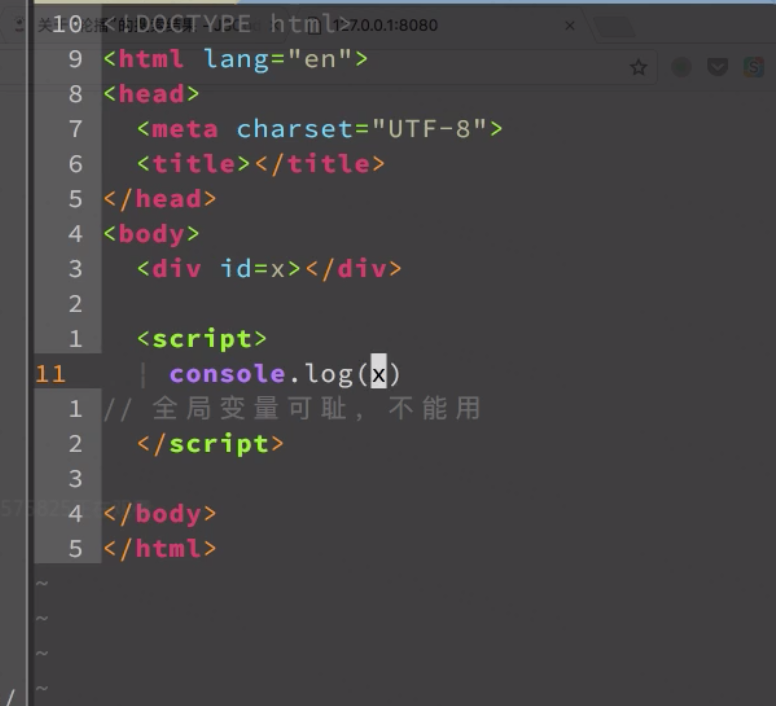 127.0.0.1:8080
10 <!DOCTYPE html>
9 <html lang="en">
8 <head>
7   <meta charset="UTF-8">
6   <title></title>
5 </head>
4 <body>
3   <div id=x></div>
2
1   <script>
11     console.log(x)
1 // 全局变量可耻, 不能用
2   </script>
3
4 </body>
5 </html>
~
~
~
~
/